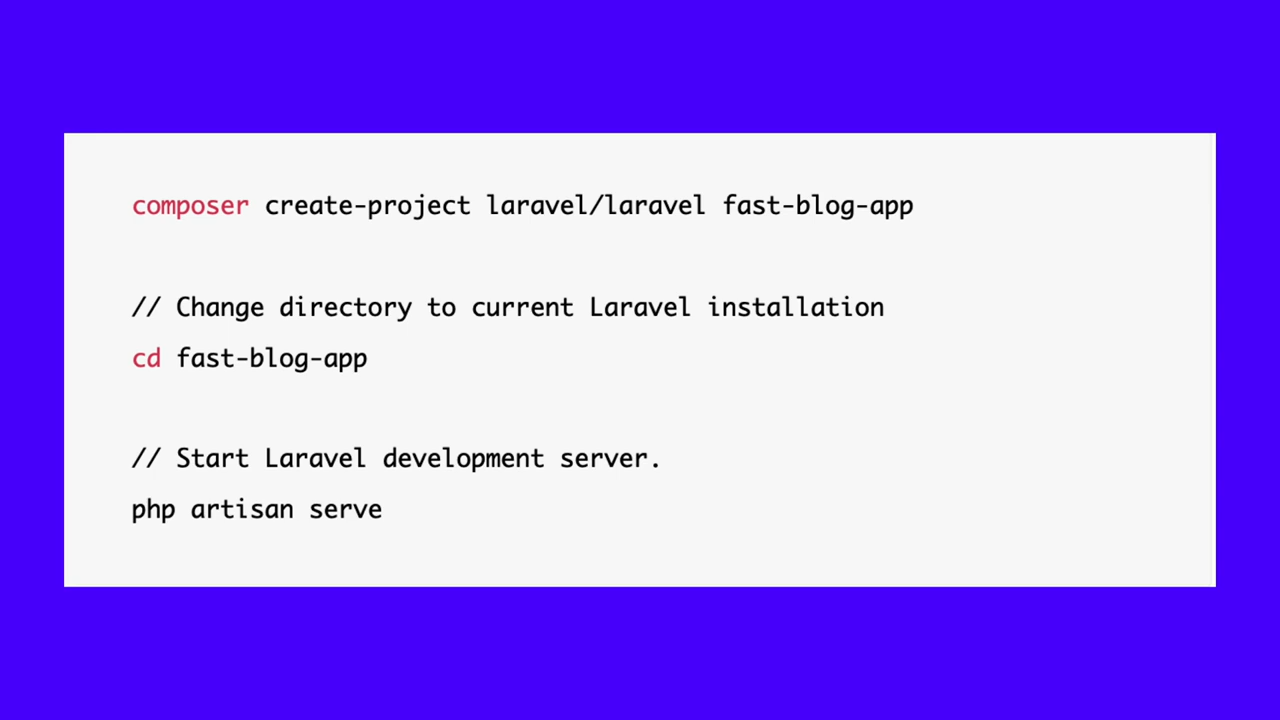 composer create-project laravel/laravel fast-blog-app
// Change directory to current Laravel installation
cd fast-blog-app
// Start Laravel development server.
php artisan serve